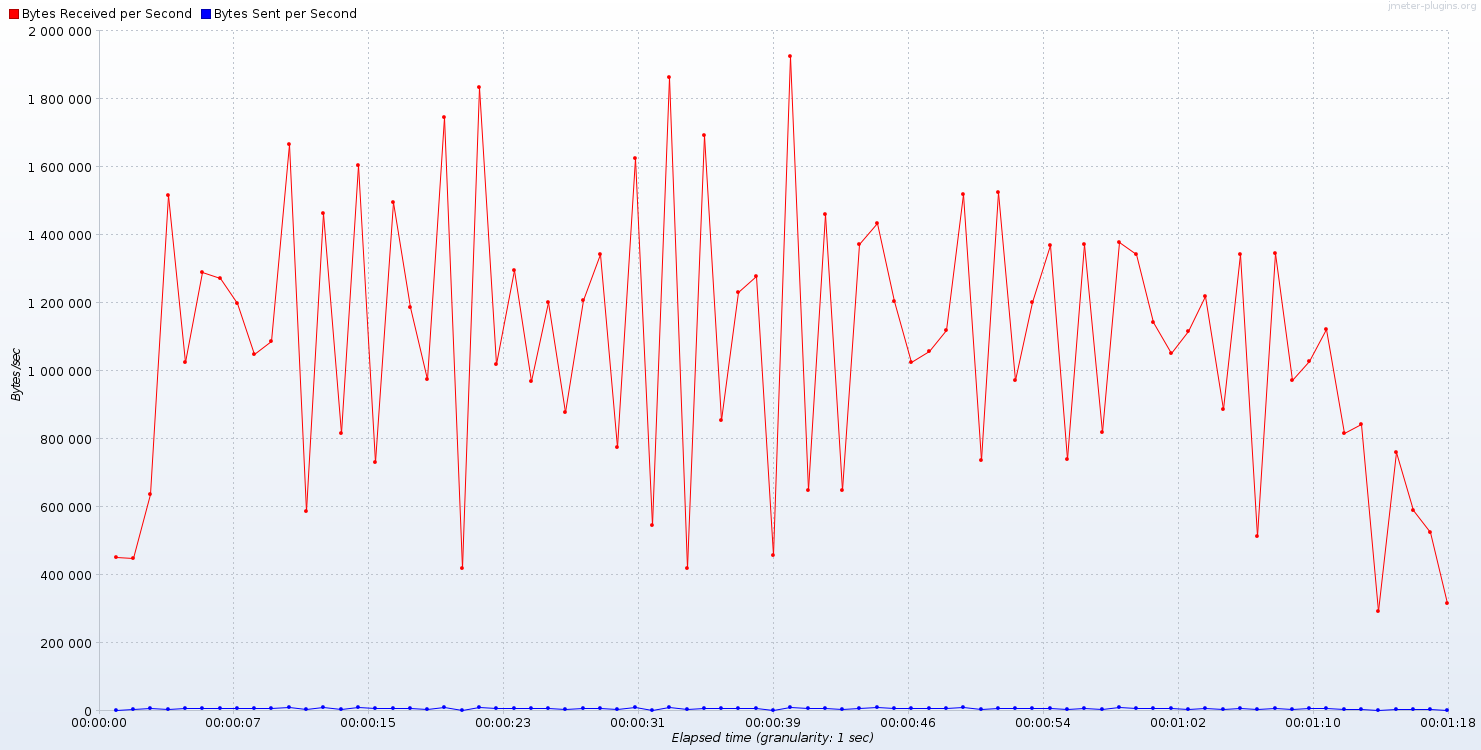 Bytes Received per Second Bytes Sent per Second
jmeter-plugins.org
2 000 000
1 800 000
1 600 000
1 400 000
1 200 000
1 000 000
800 000
600 000
400 000
200 000
0
Bytes /sec
00:00:00 00:00:07 00:00:15 00:00:23 00:00:31 00:00:39 00:00:46 00:00:54 00:01:02 00:01:10 00:01:18
Elapsed time (granularity: 1 sec)